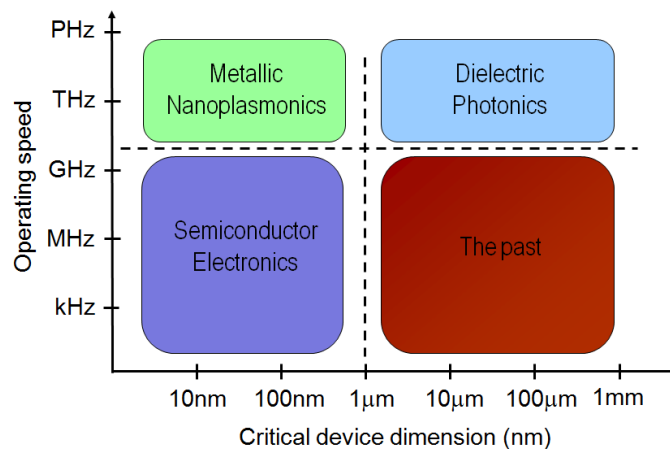 PHz
THz
GHz
MHz
kHz
Operating speed
Metallic
Nanoplasmonics
Dielectric
Photonics
Semiconductor
Electronics
The past
10nm 100nm 1μm 10μm 100μm 1mm
Critical device dimension (nm)